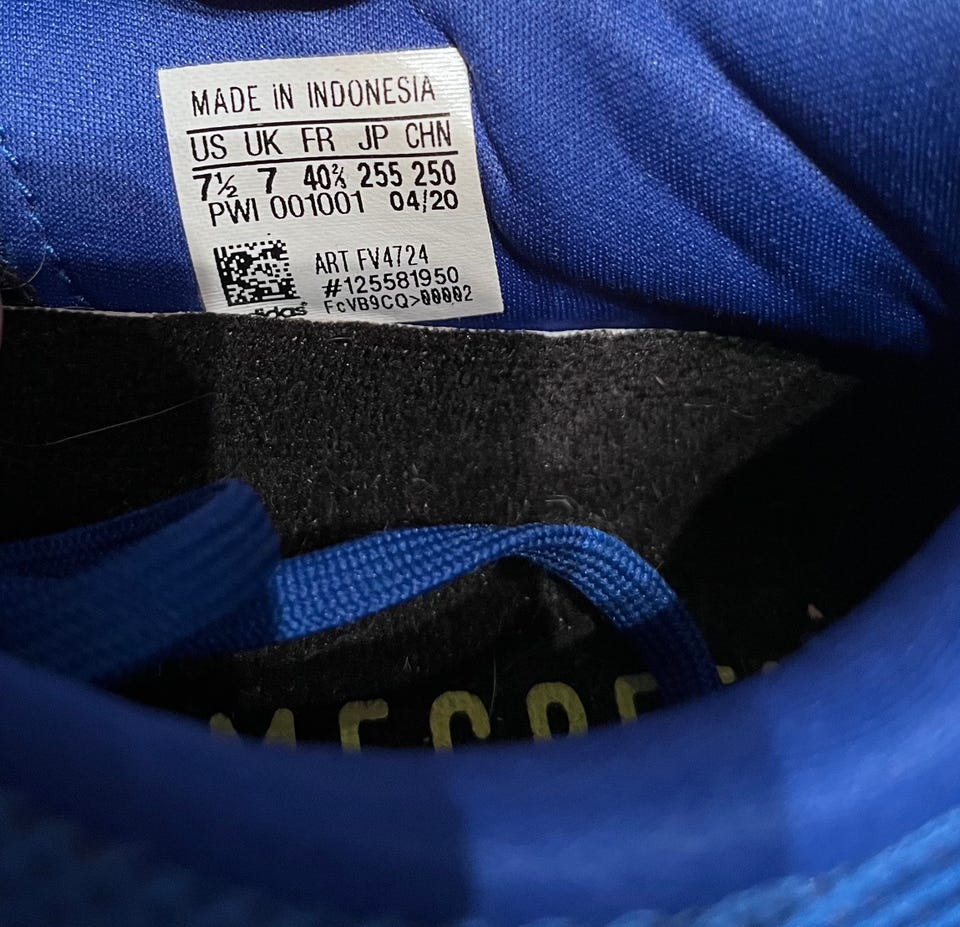 MADE iN INDONESIA
US UK FR JP CHN
7½ 7 40⅔ 255 250
PWI 001001 04/20
ART FV4724
#125581950
FcVB9CQ>00002
adidas